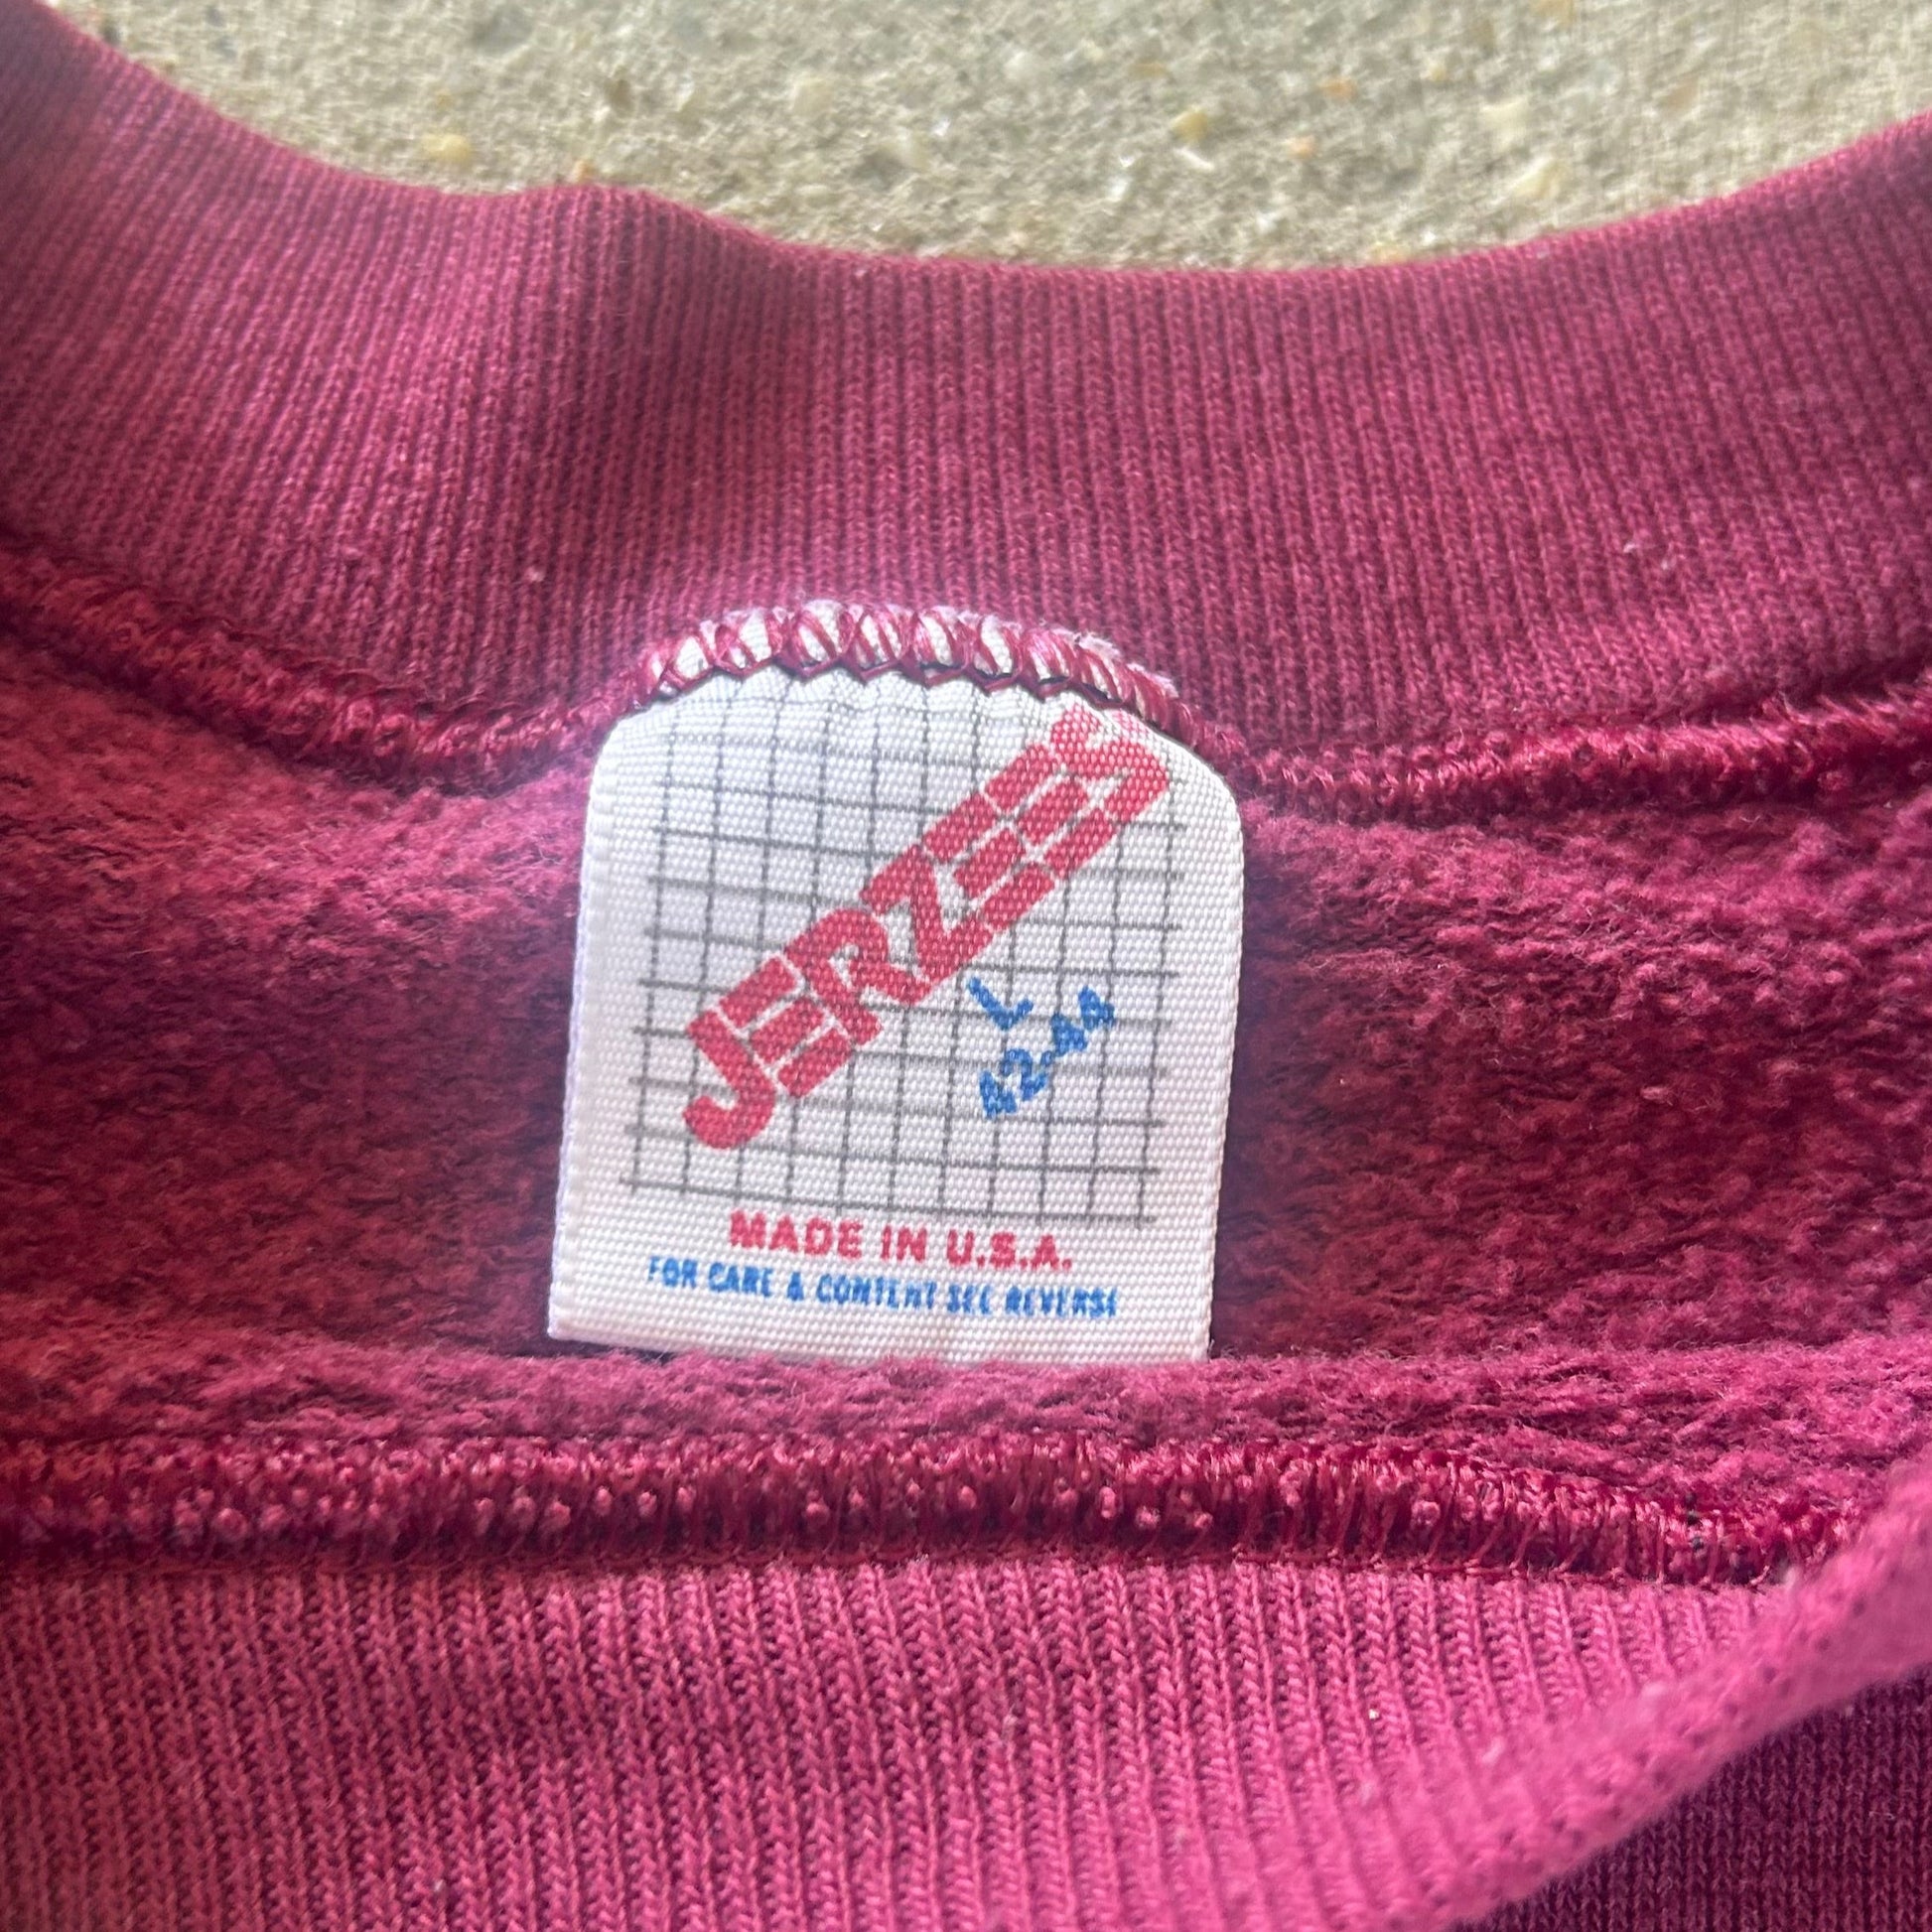 JERZEES
L
42-44
MADE IN U.S.A.
FOR CARE & CONTENT SEE REVERSE